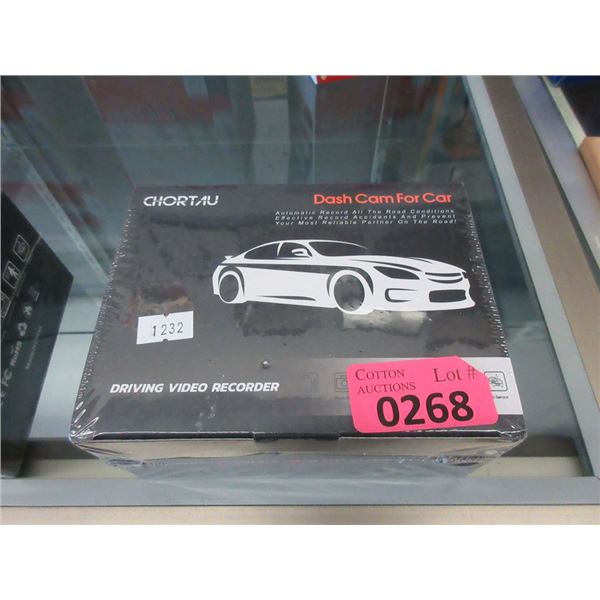 CHORTAU
Dash Cam For Car
Automatic Record All The Road Conditions
Effective Record Accidents And Prevent
Your Most Reliable Partner On The Road!
1232
DRIVING VIDEO RECORDER
COTTON
AUCTIONS
Lot #
0268